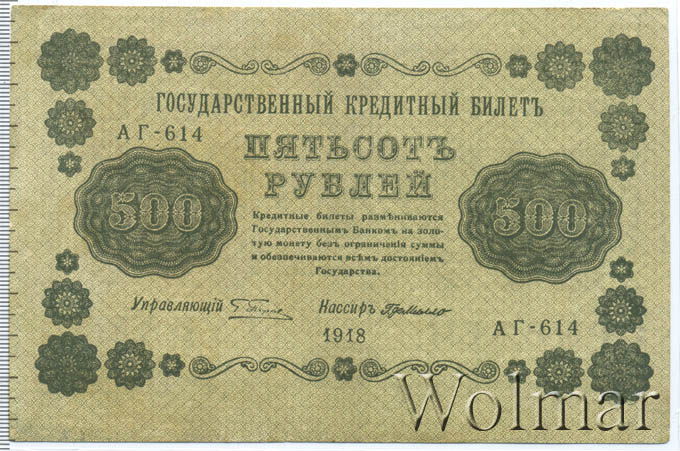 ГОСУДАРСТВЕННЫЙ КРЕДИТНЫЙ БИЛЕТЪ
АГ-614
ПЯТЬСОТЪ
РУБЛЕЙ
500
500
Кредитные билеты размѣниваются
Государственнымъ Банкомъ на золо-
тую монету безъ ограниченія суммы
и обезпечиваются всѣмъ достояніемъ
Государства.
Управляющій
Кассиръ
1918
АГ-614
Wolmar